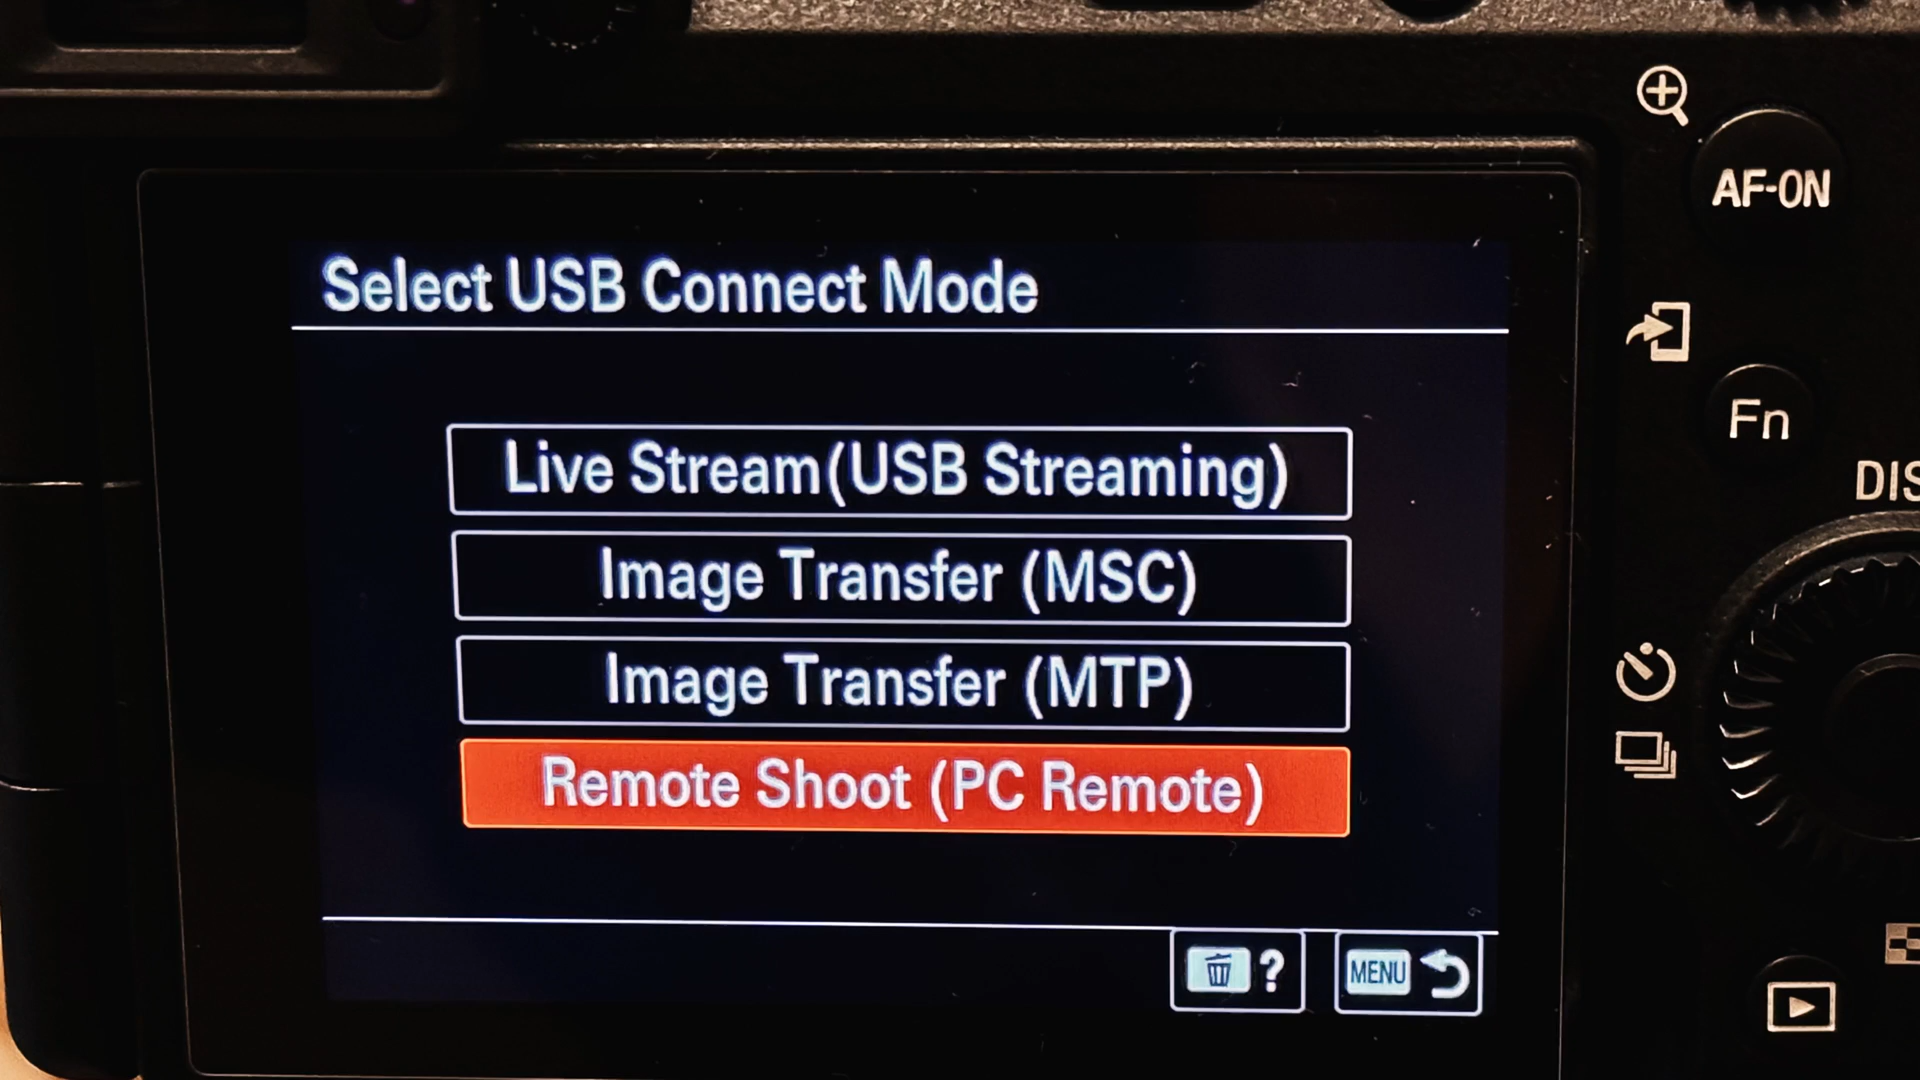 AF-ON
Select USB Connect Mode
Fn
Live Stream(USB Streaming)
Image Transfer (MSC)
Image Transfer (MTP)
Remote Shoot (PC Remote)
?
MENU